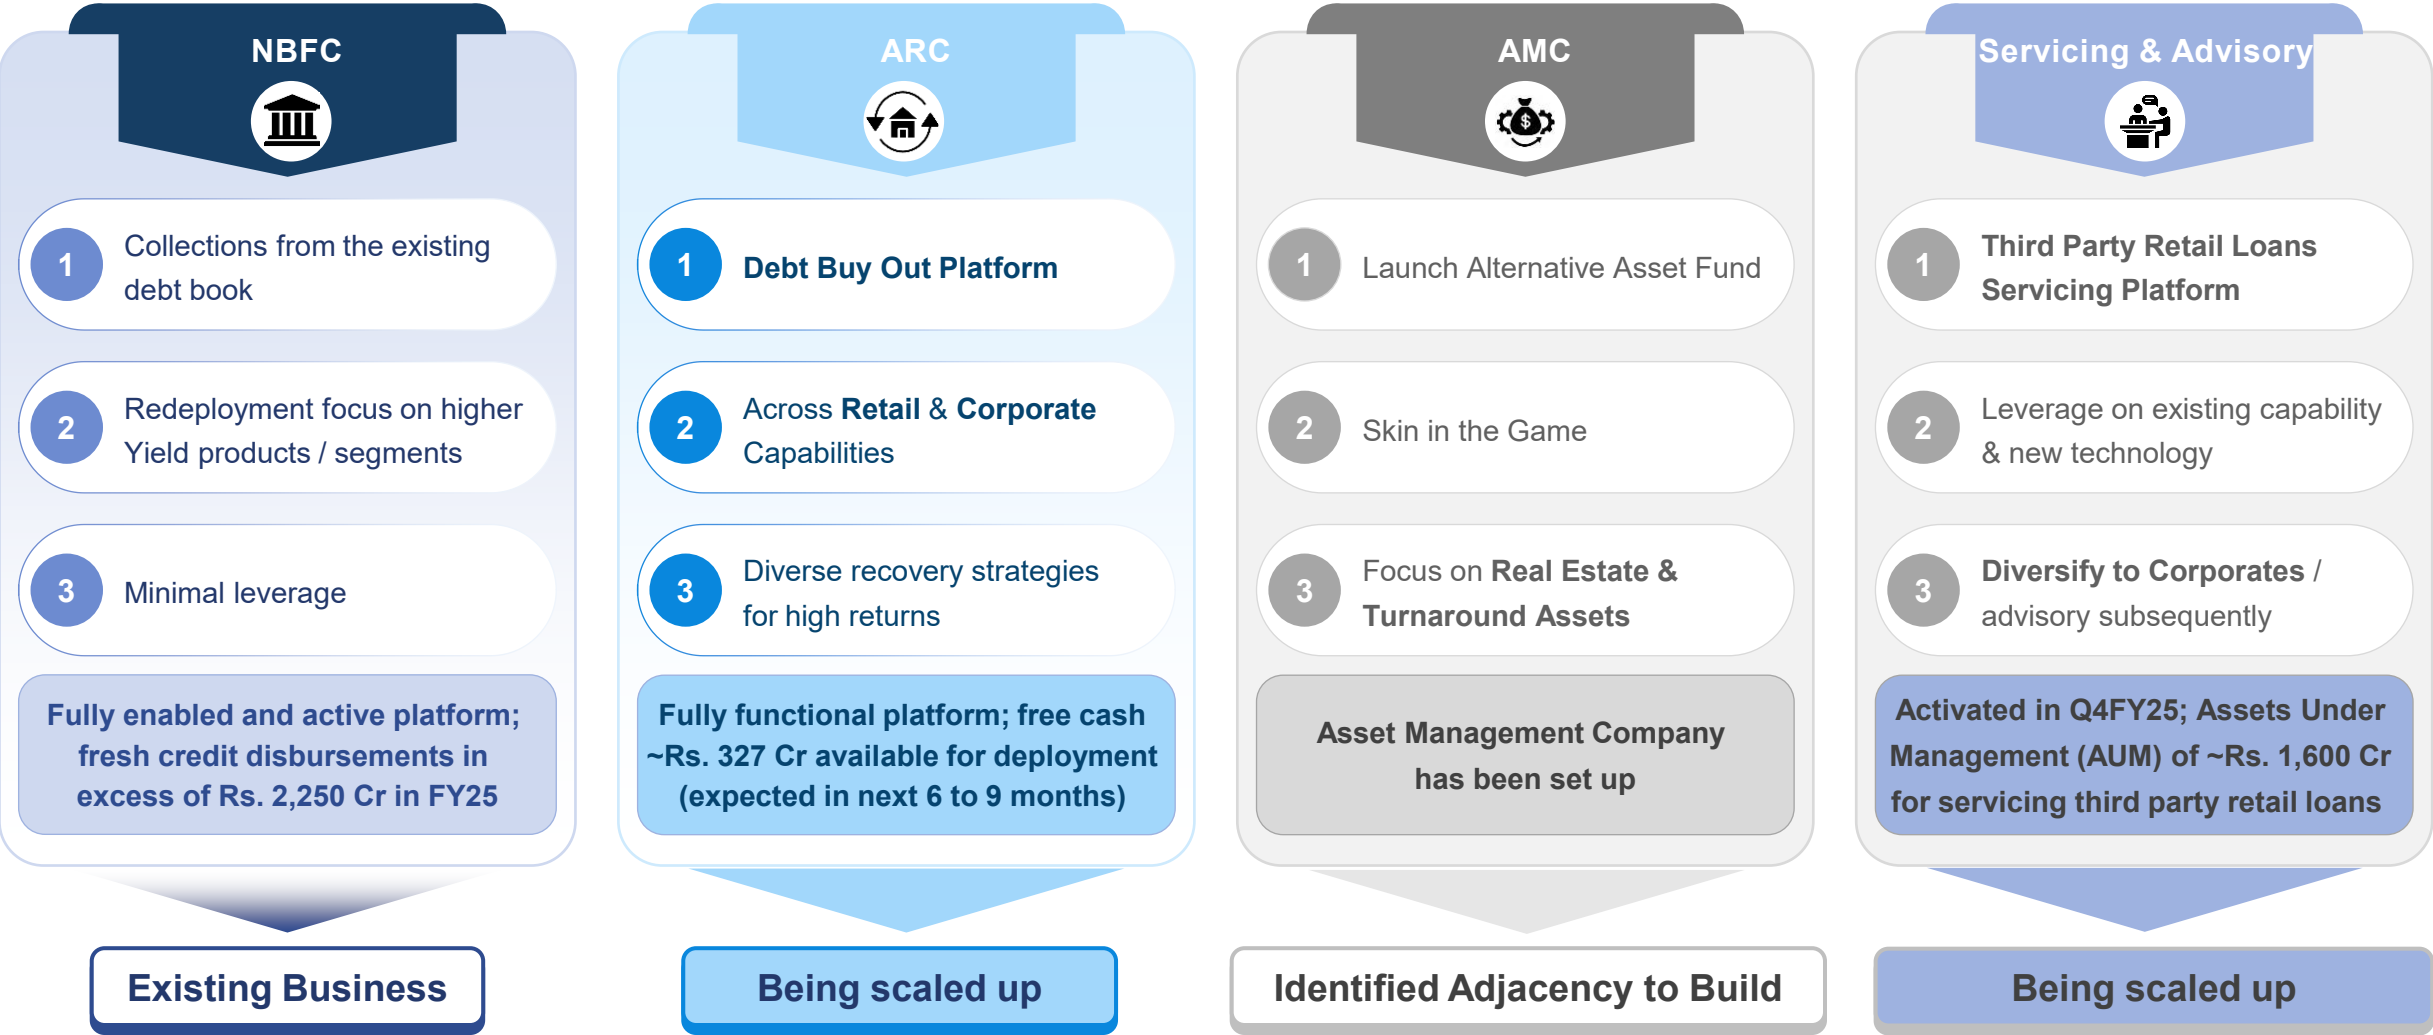 NBFC
1
Collections from the existing
debt book
2
Redeployment focus on higher
Yield products / segments
3
Minimal leverage
Fully enabled and active platform;
fresh credit disbursements in
excess of Rs. 2,250 Cr in FY25
Existing Business
ARC
1
Debt Buy Out Platform
2
Across Retail & Corporate
Capabilities
3
Diverse recovery strategies
for high returns
Fully functional platform; free cash
~Rs. 327 Cr available for deployment
(expected in next 6 to 9 months)
Being scaled up
AMC
$
1
Launch Alternative Asset Fund
2
Skin in the Game
3
Focus on Real Estate &
Turnaround Assets
Asset Management Company
has been set up
Identified Adjacency to Build
Servicing & Advisory
1
Third Party Retail Loans
Servicing Platform
2
Leverage on existing capability
& new technology
3
Diversify to Corporates /
advisory subsequently
Activated in Q4FY25; Assets Under
Management (AUM) of ~Rs. 1,600 Cr
for servicing third party retail loans
Being scaled up